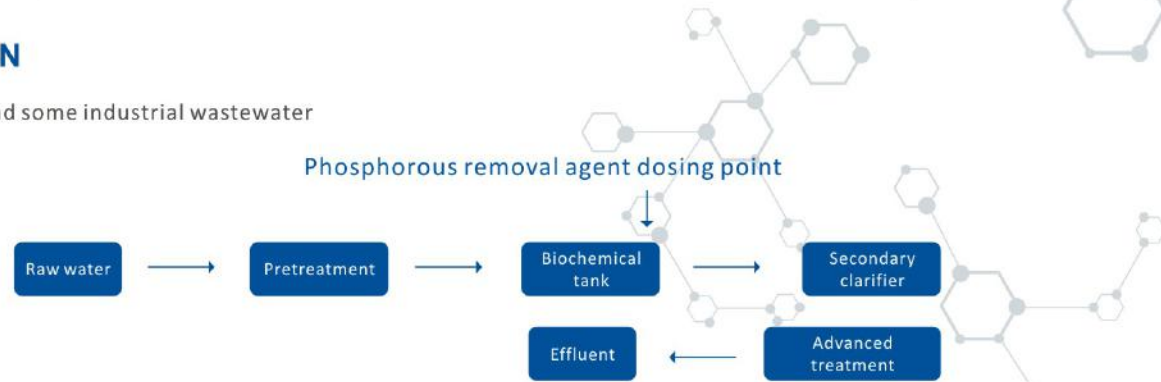 N
d some industrial wastewater
Phosphorous removal agent dosing point
Raw water
Pretreatment
Biochemical
tank
Secondary
clarifier
Effluent
Advanced
treatment